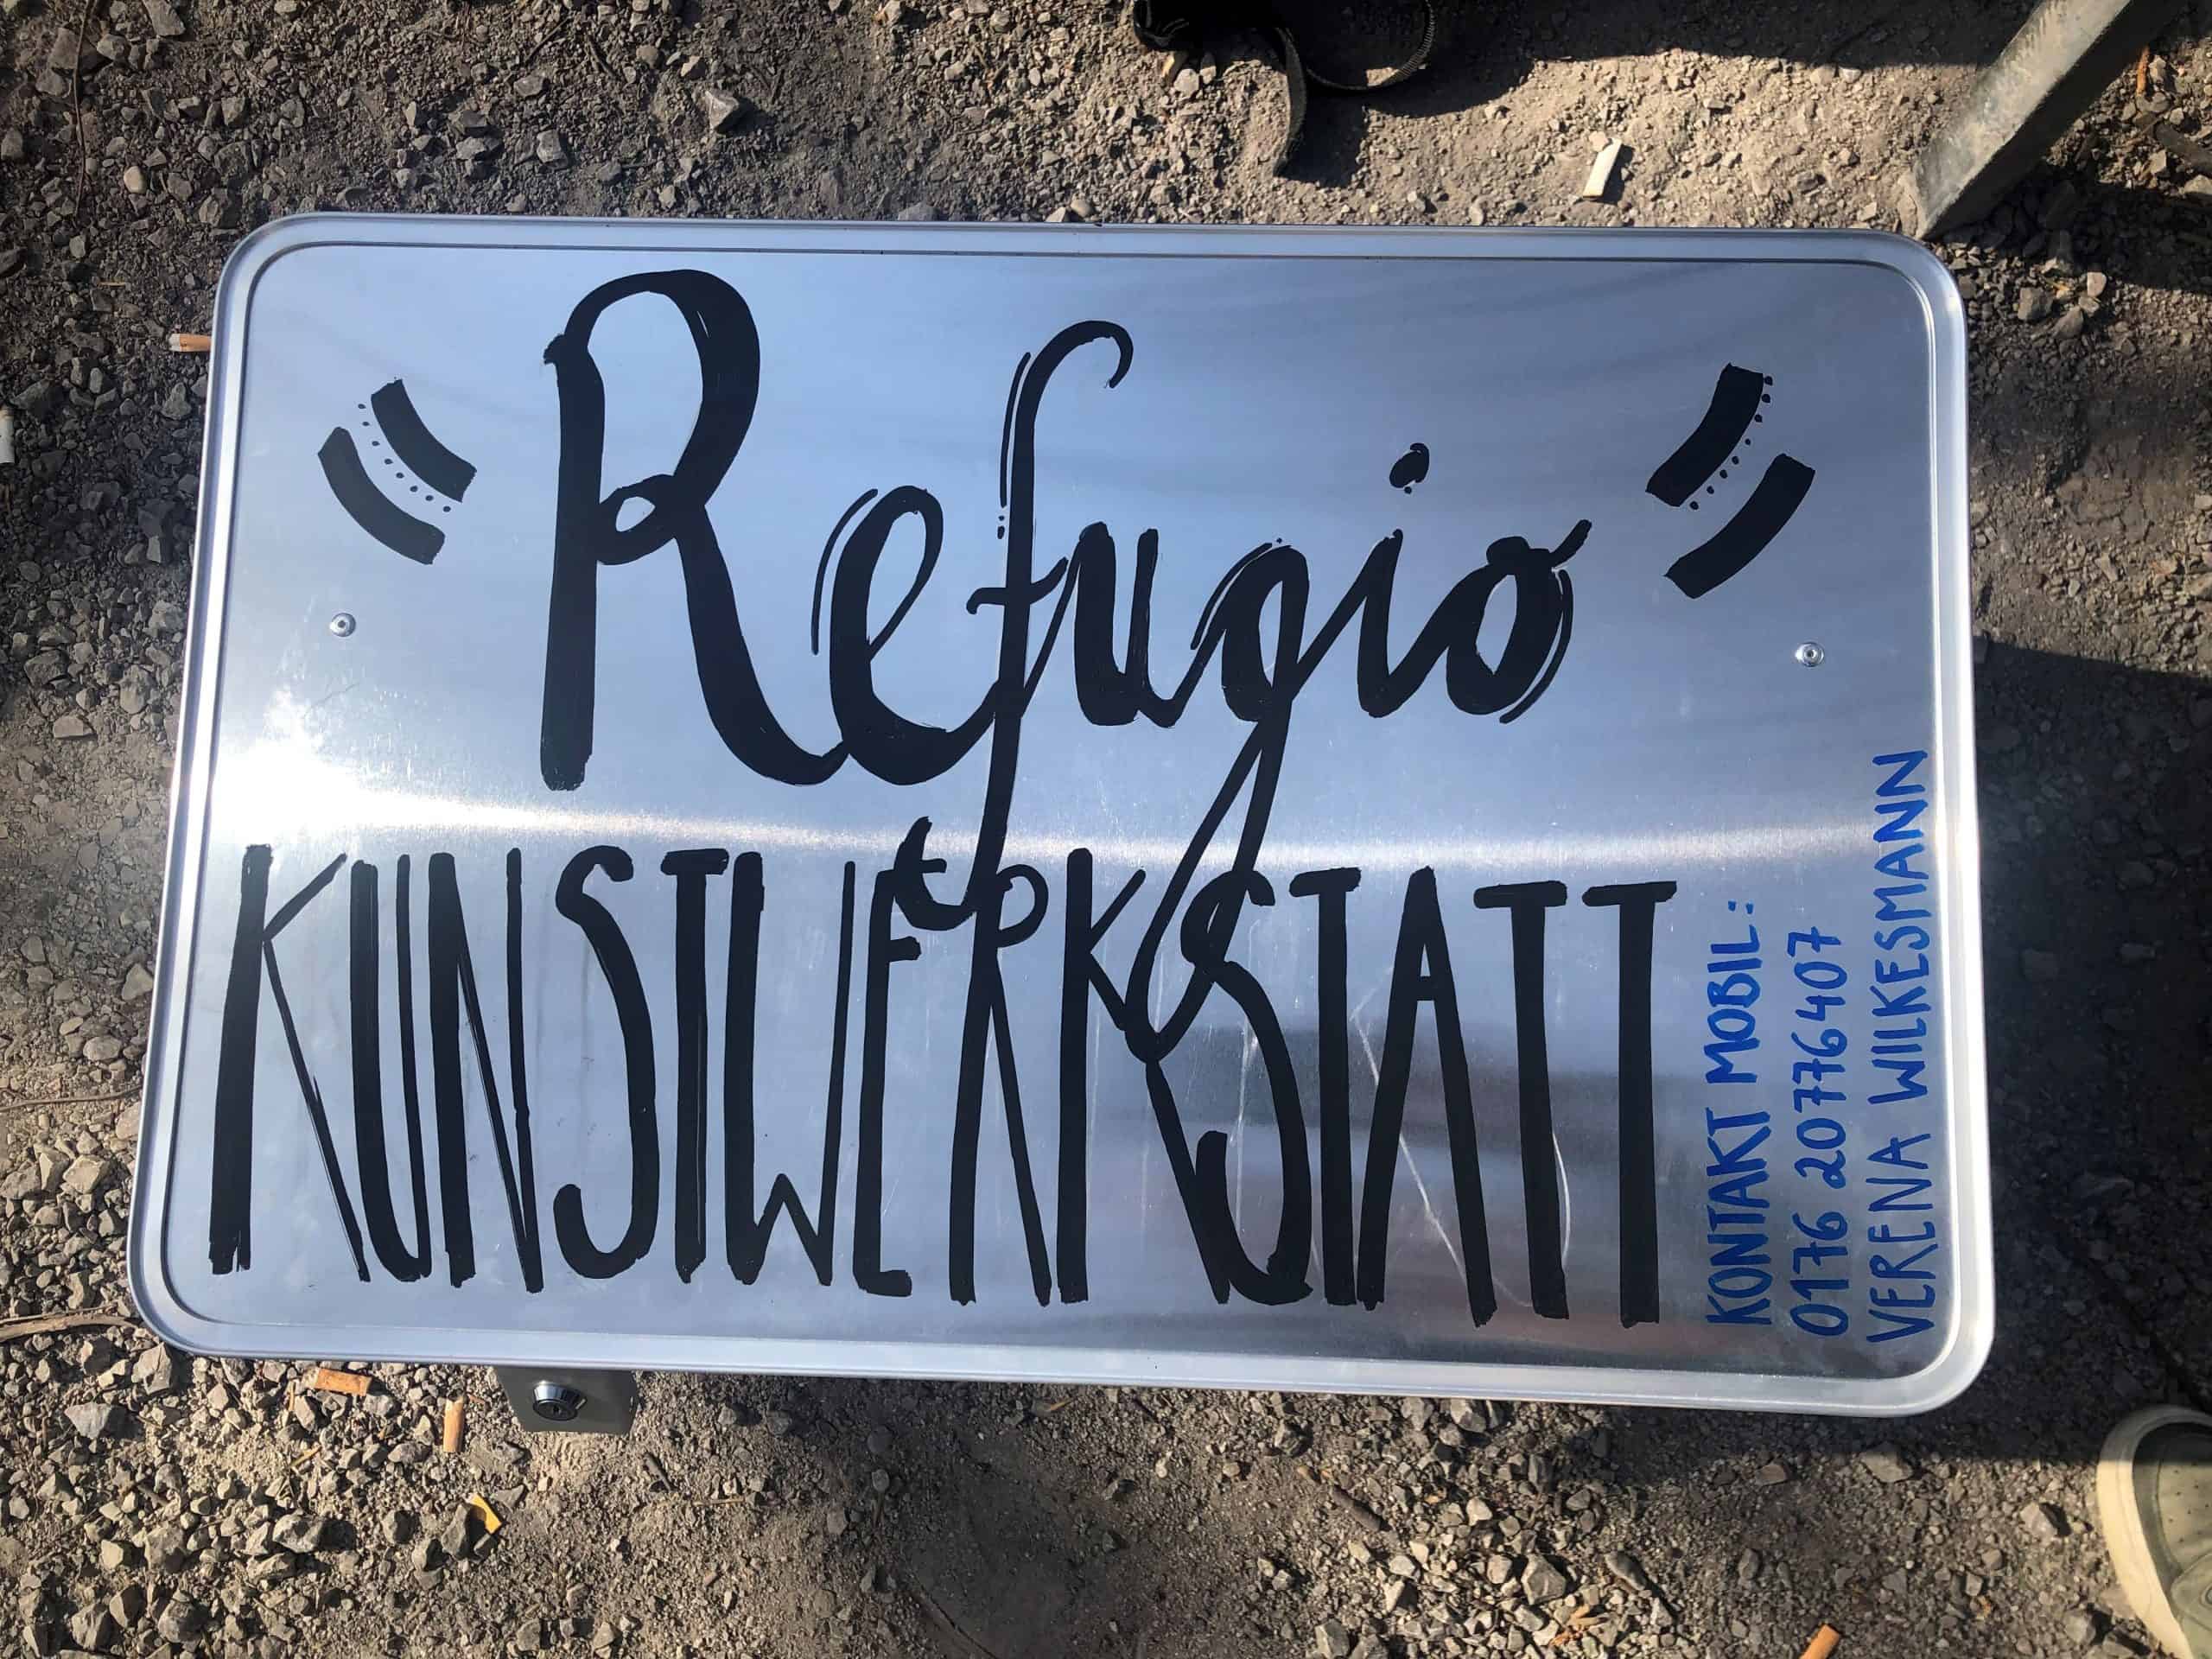 "Refugio"
KUNSTWERKSTATT
KONTAKT MOBIL:
0176 20776407
VERENA WILKESMANN